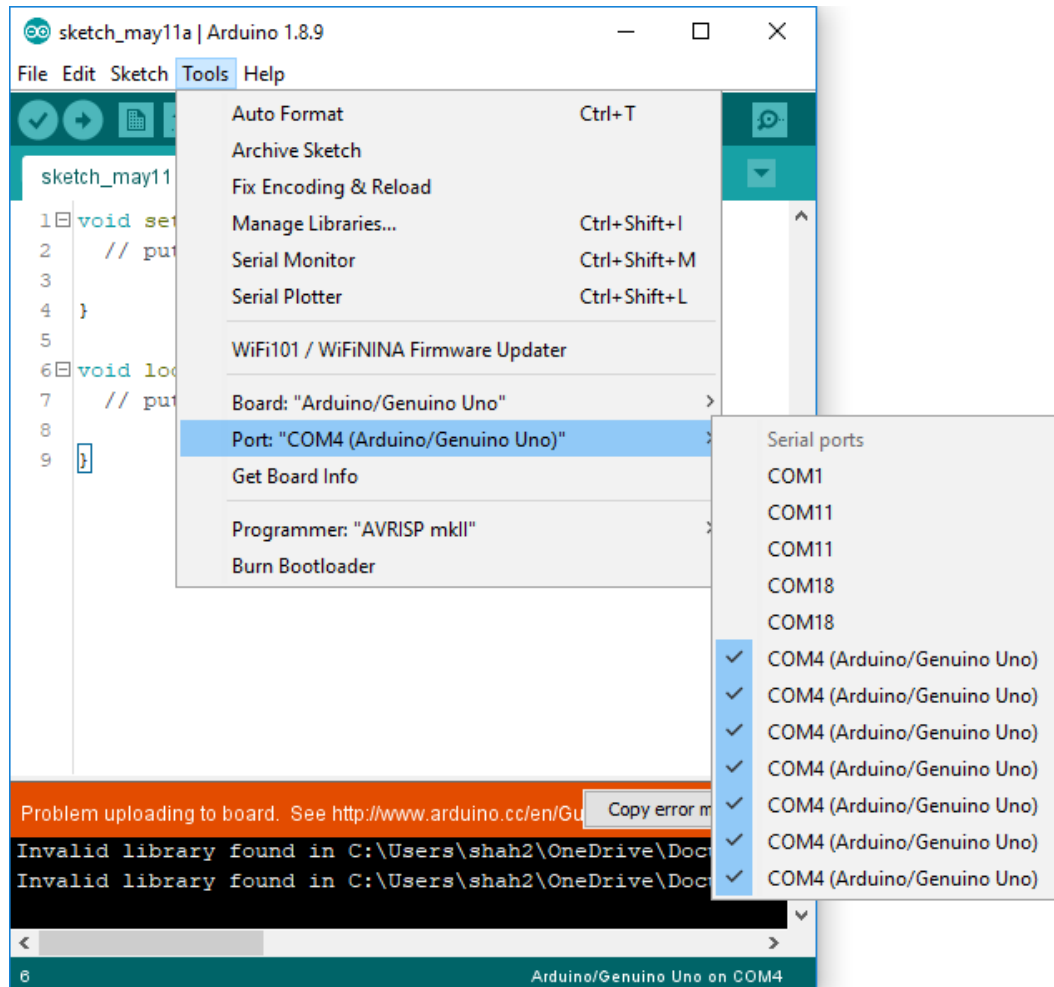 sketch_may11a | Arduino 1.8.9
File Edit Sketch Tools Help
Auto Format Ctrl+T
Archive Sketch
Fix Encoding & Reload
Manage Libraries... Ctrl+Shift+I
Serial Monitor Ctrl+Shift+M
Serial Plotter Ctrl+Shift+L
WiFi101 / WiFiNINA Firmware Updater
Board: "Arduino/Genuino Uno"
Port: "COM4 (Arduino/Genuino Uno)"
Get Board Info
Programmer: "AVRISP mkII"
Burn Bootloader
Serial ports
COM1
COM11
COM11
COM18
COM18
COM4 (Arduino/Genuino Uno)
COM4 (Arduino/Genuino Uno)
COM4 (Arduino/Genuino Uno)
COM4 (Arduino/Genuino Uno)
COM4 (Arduino/Genuino Uno)
COM4 (Arduino/Genuino Uno)
COM4 (Arduino/Genuino Uno)
sketch_may11
1 void set
2 // put
3
4 }
5
6 void loo
7 // put
8
9 }
Problem uploading to board. See http://www.arduino.cc/en/Gu Copy error m
Invalid library found in C:\Users\shah2\OneDrive\Docu
Invalid library found in C:\Users\shah2\OneDrive\Docu
6 Arduino/Genuino Uno on COM4